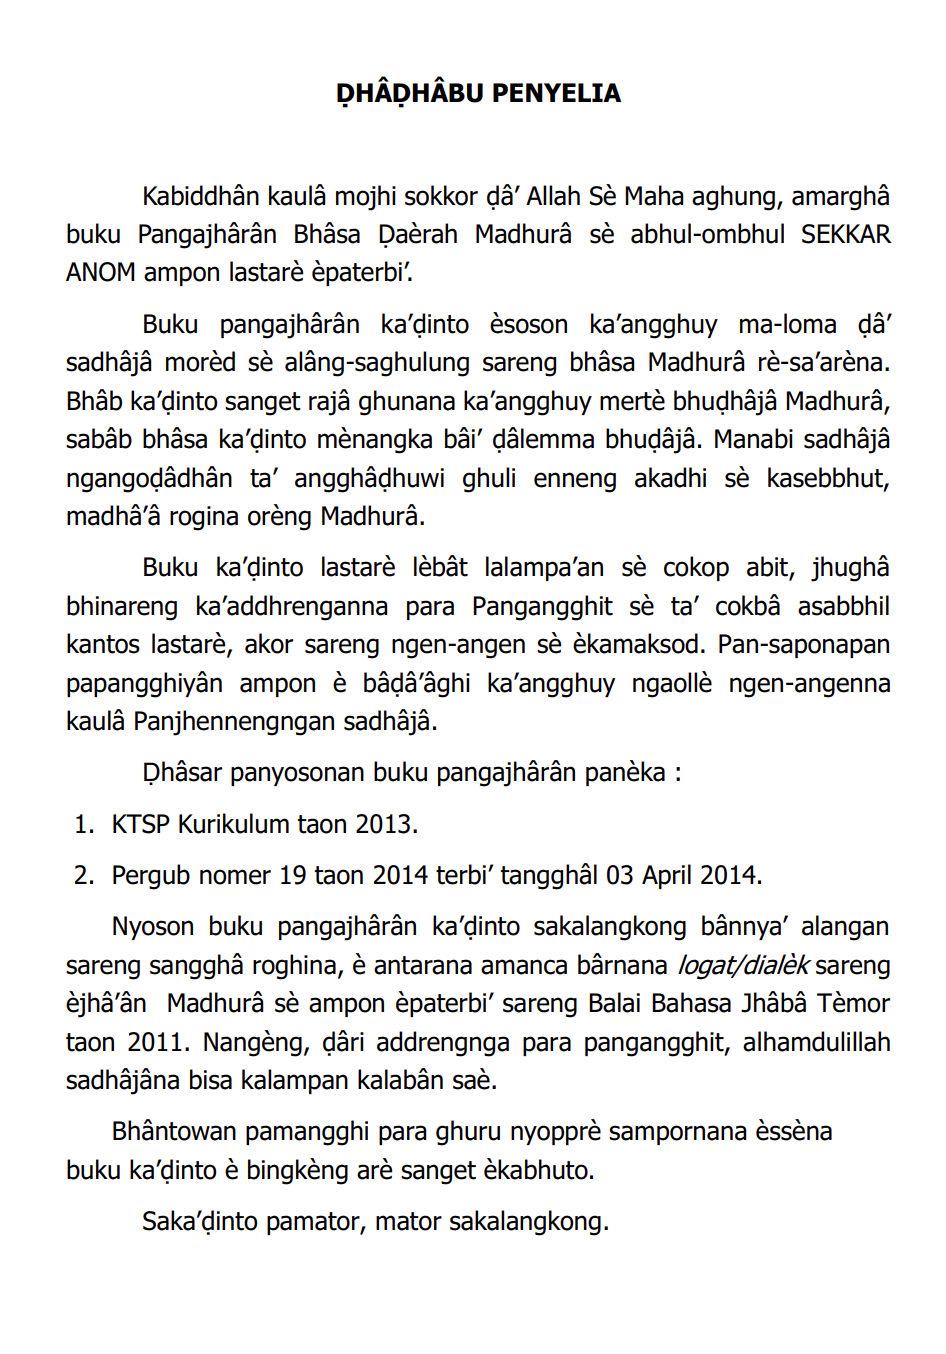 ḌHÂḌHÂBU PENYELIA
Kabiddhân kaulâ mojhi sokkor ḍâ’ Allah Sè Maha aghung, amarghâ
buku Pangajhârân Bhâsa Ḍaèrah Madhurâ sè abhul-ombhul SEKKAR
ANOM ampon lastarè èpaterbi’.
Buku pangajhârân ka’ḍinto èsoson ka’angghuy ma-loma ḍâ’
sadhâjâ morèd sè alâng-saghulung sareng bhâsa Madhurâ rè-sa’arèna.
Bhâb ka’ḍinto sanget rajâ ghunana ka’angghuy mertè bhuḍhâjâ Madhurâ,
sabâb bhâsa ka’ḍinto mènangka bâi’ ḍâlemma bhuḍâjâ. Manabi sadhâjâ
ngangoḍâdhân ta’ angghâḍhuwi ghuli enneng akadhi sè kasebbhut,
madhâ’â rogina orèng Madhurâ.
Buku ka’ḍinto lastarè lèbât lalampa’an sè cokop abit, jhughâ
bhinareng ka’addhrenganna para Pangangghit sè ta’ cokbâ asabbhil
kantos lastarè, akor sareng ngen-angen sè èkamaksod. Pan-saponapan
papangghiyân ampon è bâḍâ’âghi ka’angghuy ngaollè ngen-angenna
kaulâ Panjhennengngan sadhâjâ.
Ḍhâsar panyosonan buku pangajhârân panèka :
1. KTSP Kurikulum taon 2013.
2. Pergub nomer 19 taon 2014 terbi’ tangghâl 03 April 2014.
Nyoson buku pangajhârân ka’ḍinto sakalangkong bânnya’ alangan
sareng sangghâ roghina, è antarana amanca bârnana logat/dialèk sareng
èjhâ’ân Madhurâ sè ampon èpaterbi’ sareng Balai Bahasa Jhâbâ Tèmor
taon 2011. Nangèng, ḍâri addrengnga para pangangghit, alhamdulillah
sadhâjâna bisa kalampan kalabân saè.
Bhântowan pamangghi para ghuru nyopprè sampornana èssèna
buku ka’ḍinto è bingkèng arè sanget èkabhuto.
Saka’ḍinto pamator, mator sakalangkong.